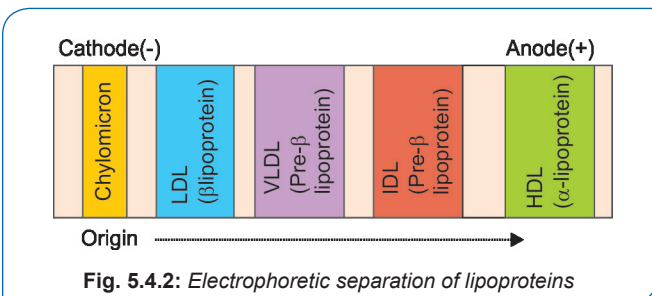 Cathode(-) Anode(+)
Chylomicron
LDL
(βlipoprotein)
VLDL
(Pre-β
lipoprotein)
IDL
(Pre-β
lipoprotein)
HDL
(α-lipoprotein)
Origin
Fig. 5.4.2: Electrophoretic separation of lipoproteins